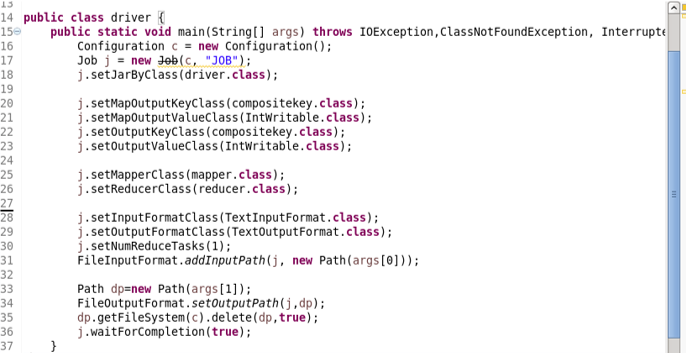 13
14 public class driver {
15 public static void main(String[] args) throws IOException,ClassNotFoundException, Interrupte
16 Configuration c = new Configuration();
17 Job j = new Job(c, "JOB");
18 j.setJarByClass(driver.class);
19
20 j.setMapOutputKeyClass(compositekey.class);
21 j.setMapOutputValueClass(IntWritable.class);
22 j.setOutputKeyClass(compositekey.class);
23 j.setOutputValueClass(IntWritable.class);
24
25 j.setMapperClass(mapper.class);
26 j.setReducerClass(reducer.class);
27
28 j.setInputFormatClass(TextInputFormat.class);
29 j.setOutputFormatClass(TextOutputFormat.class);
30 j.setNumReduceTasks(1);
31 FileInputFormat.addInputPath(j, new Path(args[0]));
32
33 Path dp=new Path(args[1]);
34 FileOutputFormat.setOutputPath(j,dp);
35 dp.getFileSystem(c).delete(dp,true);
36 j.waitForCompletion(true);
37 }